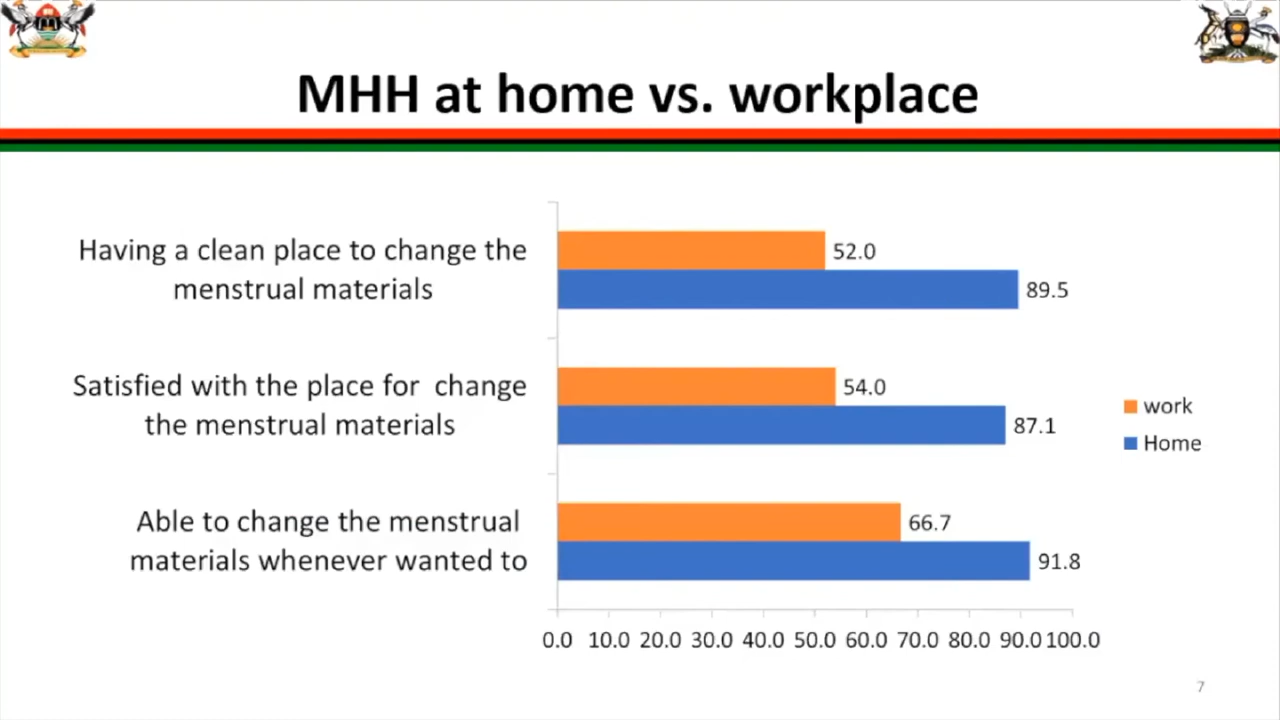 MHH at home vs. workplace
Having a clean place to change the
menstrual materials
52.0
89.5
Satisfied with the place for change
the menstrual materials
54.0
87.1
Able to change the menstrual
materials whenever wanted to
66.7
91.8
work
Home
0.0 10.0 20.0 30.0 40.0 50.0 60.0 70.0 80.0 90.0 100.0
7